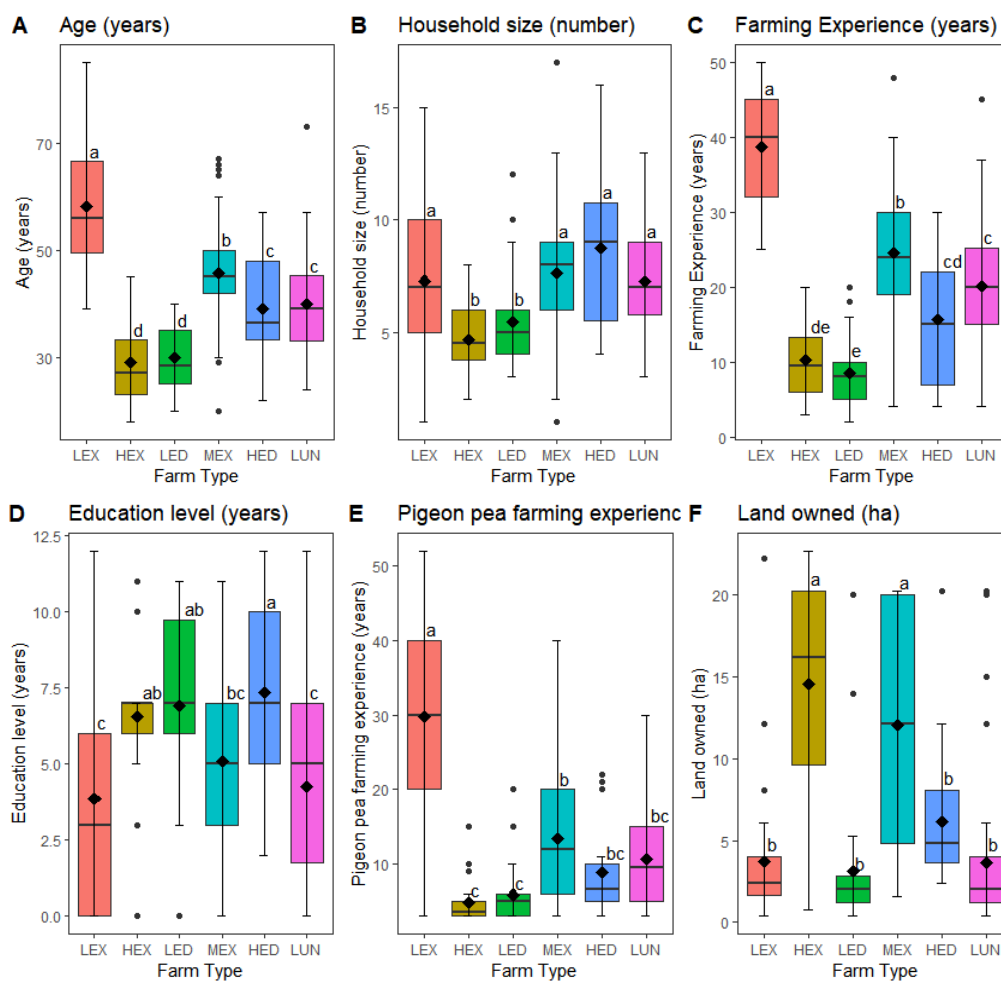 A Age (years)
Age (years)
70
50
30
a
d
d
b
c
c
LEX HEX LED MEX HED LUN
Farm Type
B Household size (number)
Household size (number)
15
10
5
a
b
b
a
a
a
LEX HEX LED MEX HED LUN
Farm Type
C Farming Experience (years)
Farming Experience (years)
50
40
30
20
10
0
a
de
e
b
cd
c
LEX HEX LED MEX HED LUN
Farm Type
D Education level (years)
Education level (years)
12.5
10.0
7.5
5.0
2.5
0.0
c
ab
ab
bc
a
c
LEX HEX LED MEX HED LUN
Farm Type
E Pigeon pea farming experienc
Pigeon pea farming experience (years)
50
40
30
20
10
a
c
c
b
bc
bc
LEX HEX LED MEX HED LUN
Farm Type
F Land owned (ha)
Land owned (ha)
20
15
10
5
0
b
a
b
a
b
b
LEX HEX LED MEX HED LUN
Farm Type